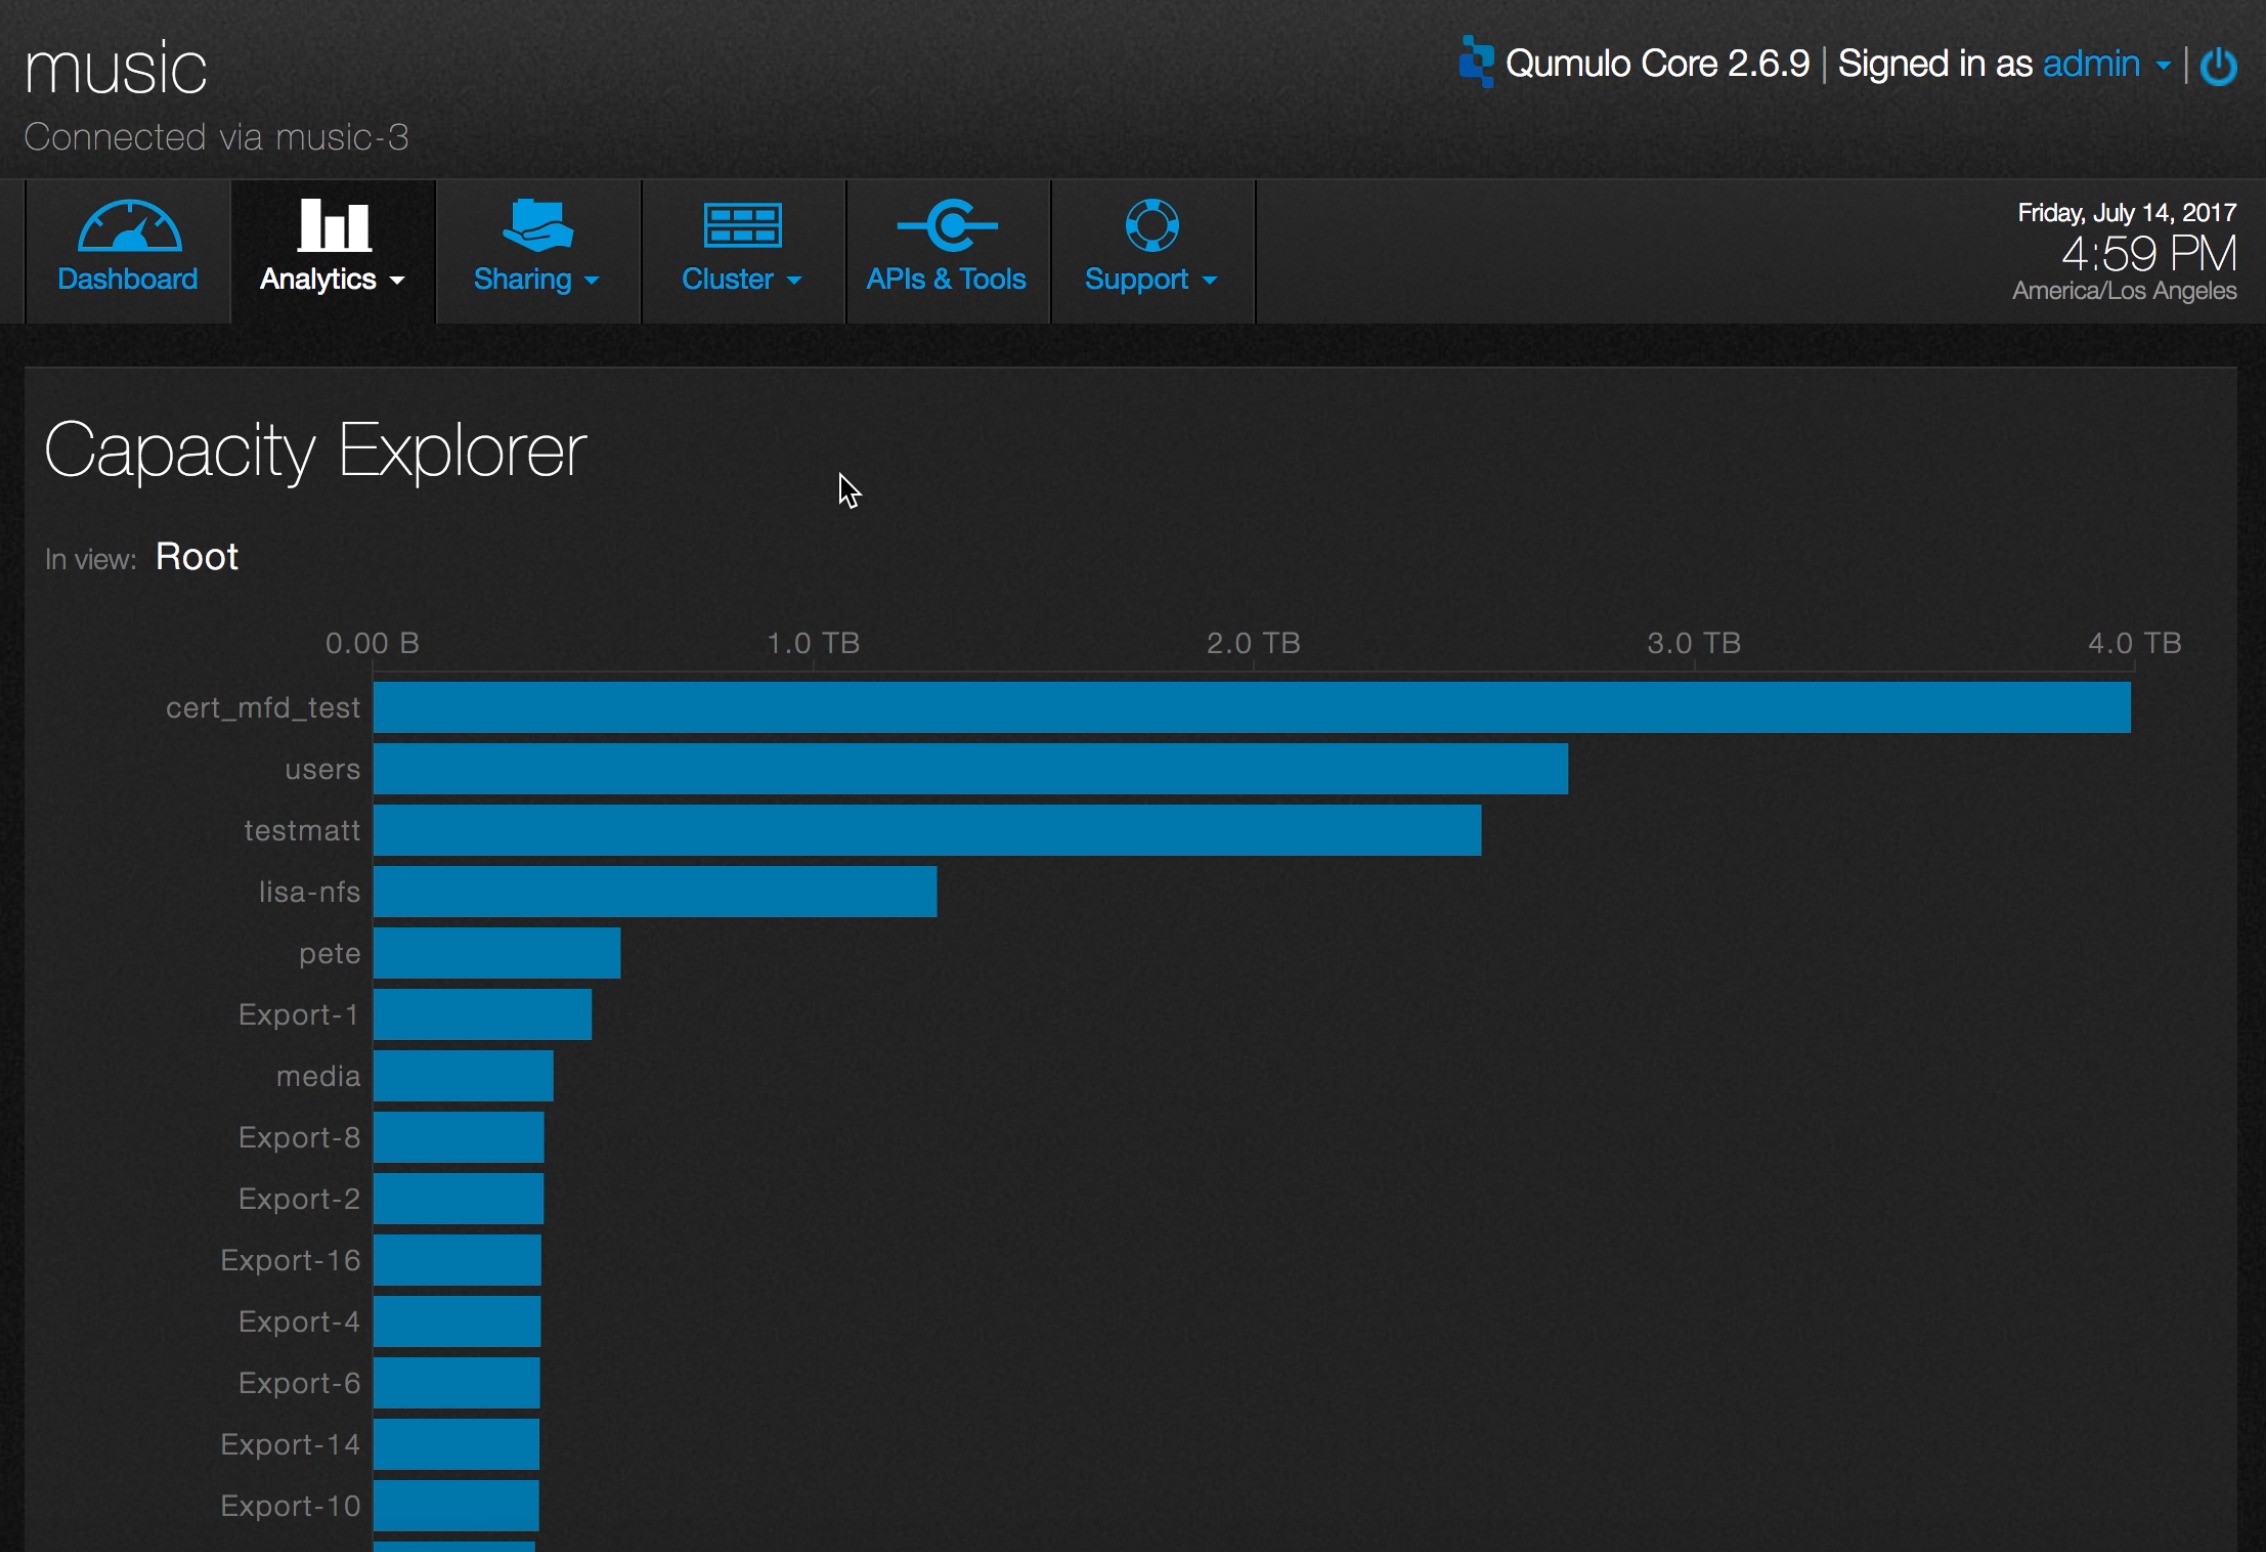 music
Qumulo Core 2.6.9 | Signed in as admin |
Connected via music-3
Dashboard
Analytics
Sharing
Cluster
APIs & Tools
Support
Friday, July 14, 2017
4:59 PM
America/Los Angeles
Capacity Explorer
In view: Root
0.00 B 1.0 TB 2.0 TB 3.0 TB 4.0 TB
cert_mfd_test
users
testmatt
lisa-nfs
pete
Export-1
media
Export-8
Export-2
Export-16
Export-4
Export-6
Export-14
Export-10